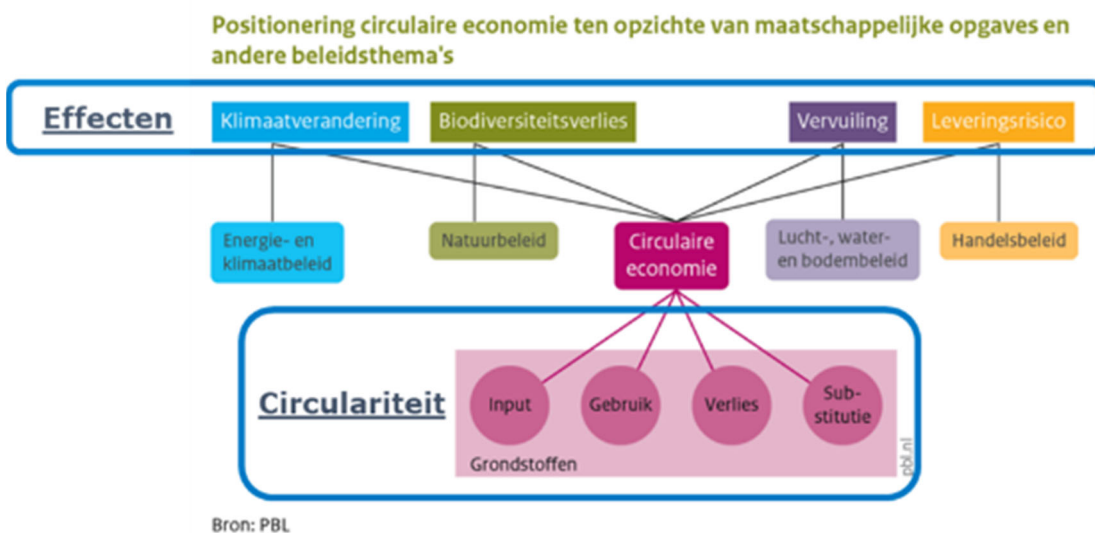 Positionering circulaire economie ten opzichte van maatschappelijke opgaves en
andere beleidsthema's
Effecten
Klimaatverandering
Biodiversiteitsverlies
Vervuiling
Leveringsrisico
Energie- en
klimaatbeleid
Natuurbeleid
Circulaire
economie
Lucht-, water-
en bodembeleid
Handelsbeleid
Circulariteit
Input
Gebruik
Verlies
Sub-
stitutie
Grondstoffen
pbl.nl
Bron: PBL